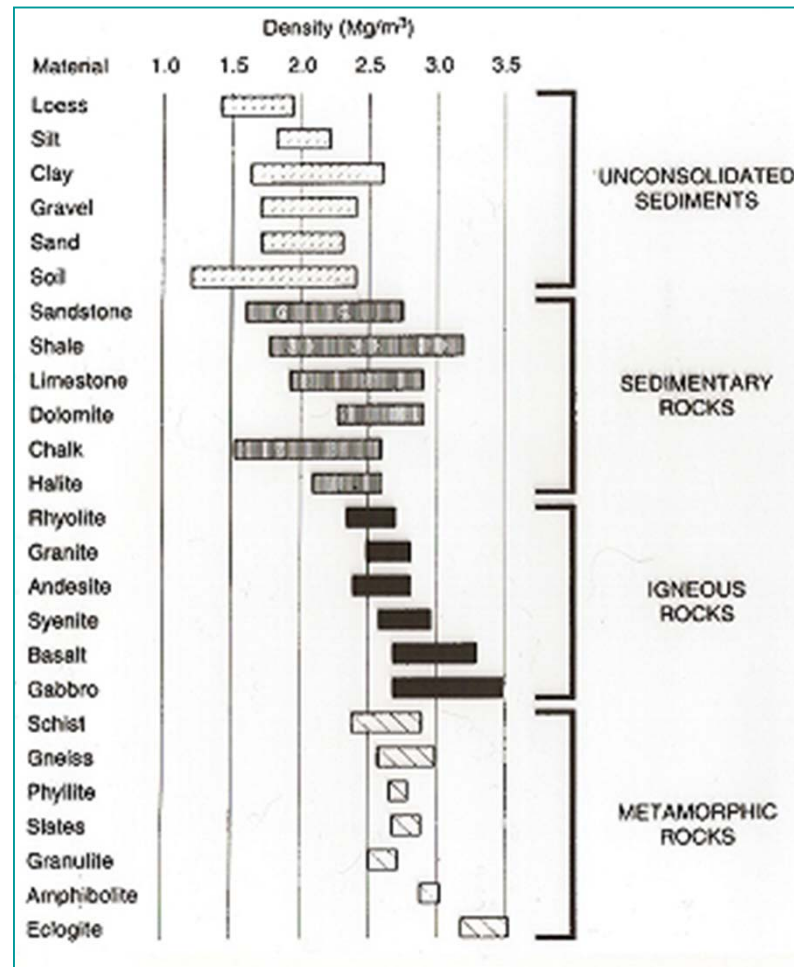 Density (Mg/m³)
Material 1.0 1.5 2.0 2.5 3.0 3.5
Loess
Silt
Clay
Gravel
Sand
Soil
UNCONSOLIDATED
SEDIMENTS
Sandstone
Shale
Limestone
Dolomite
Chalk
Halite
SEDIMENTARY
ROCKS
Rhyolite
Granite
Andesite
Syenite
Basalt
Gabbro
IGNEOUS
ROCKS
Schist
Gneiss
Phyllite
Slates
Granulite
Amphibolite
Eclogite
METAMORPHIC
ROCKS